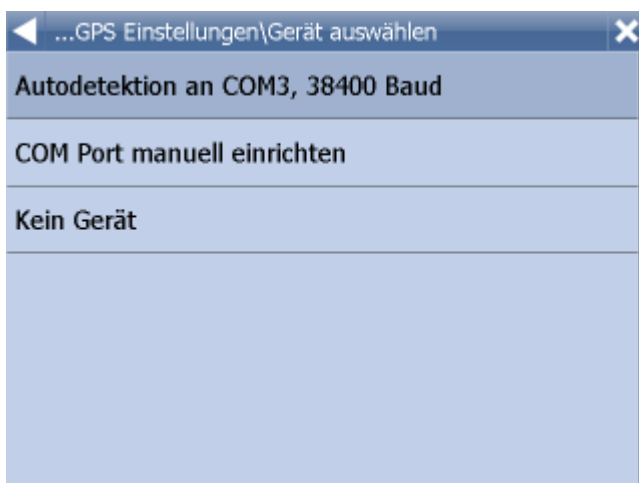 ...GPS Einstellungen\Gerät auswählen
Autodetektion an COM3, 38400 Baud
COM Port manuell einrichten
Kein Gerät